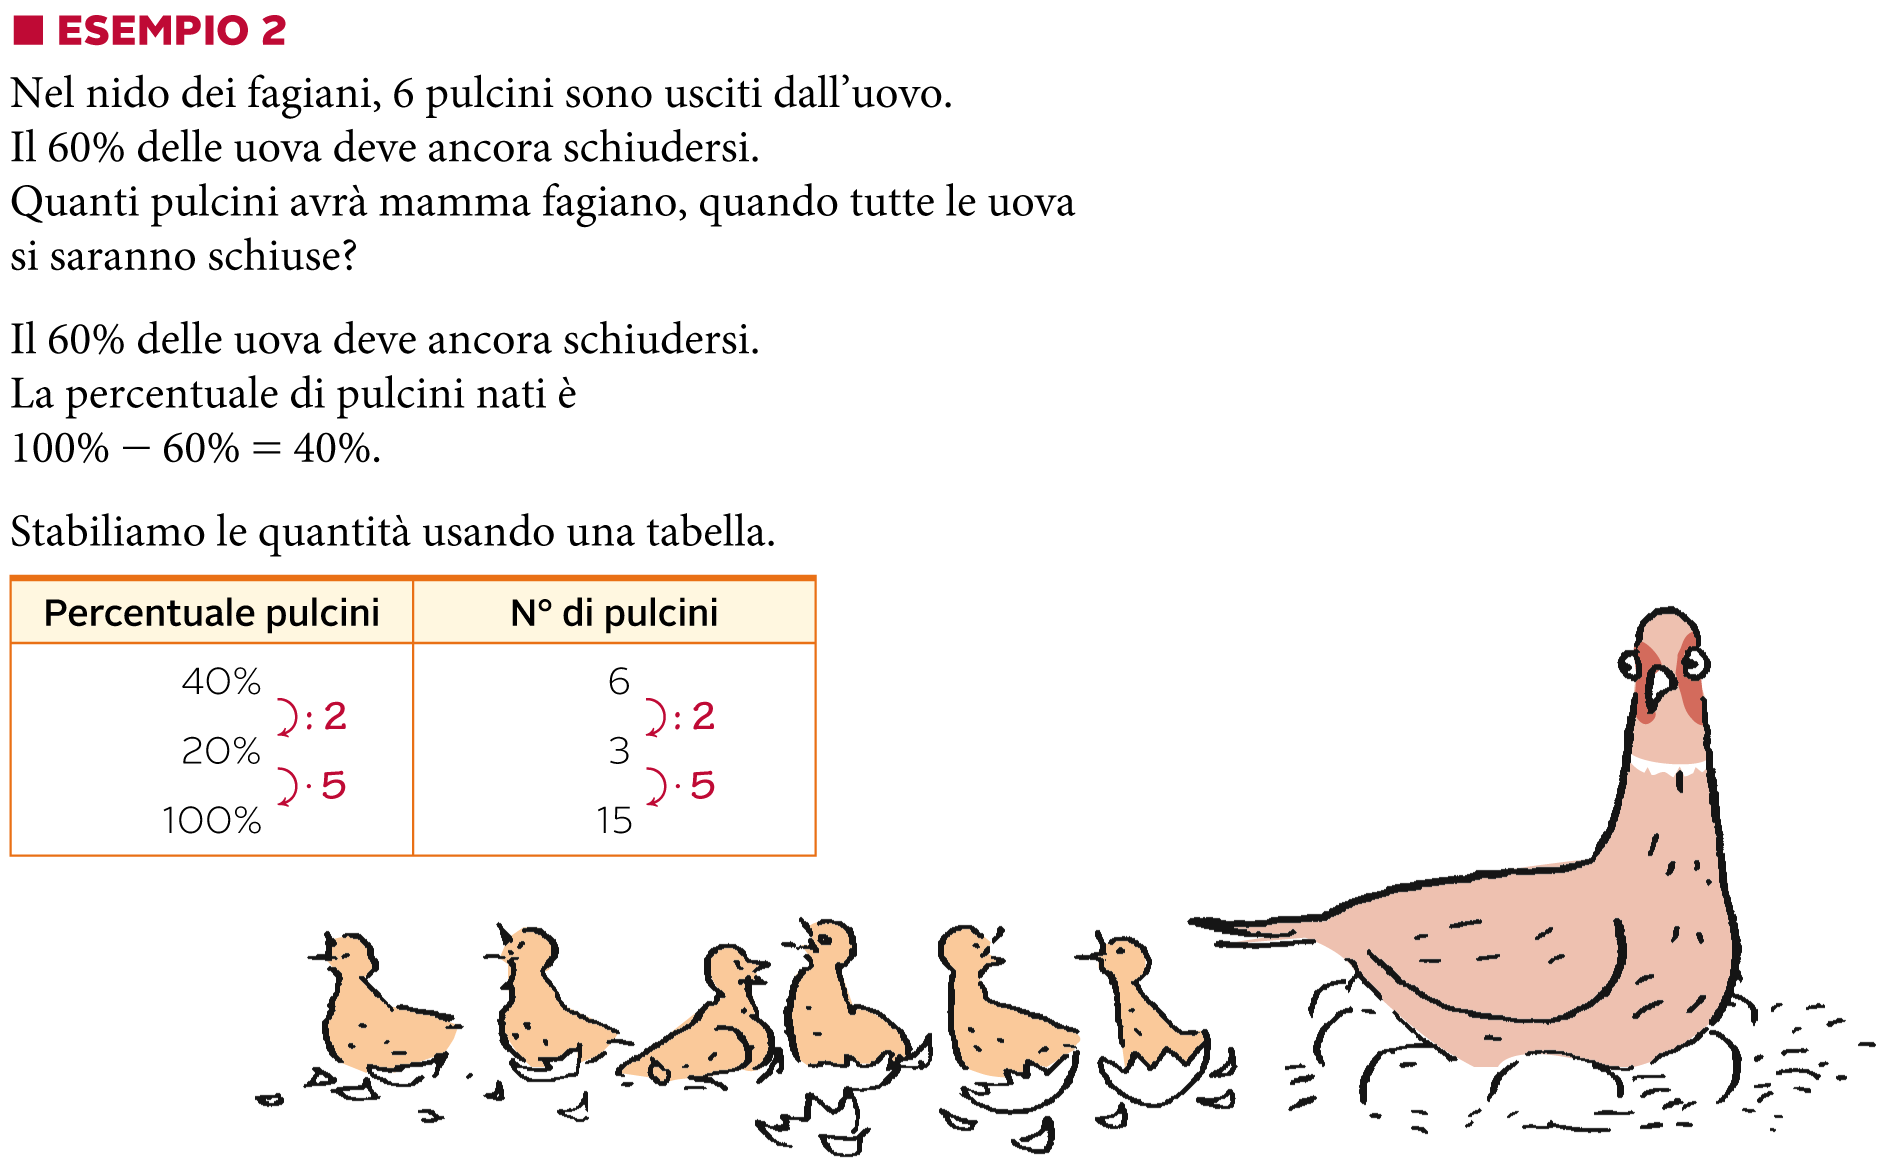 ESEMPIO 2
Nel nido dei fagiani, 6 pulcini sono usciti dall’uovo.
Il 60% delle uova deve ancora schiudersi.
Quanti pulcini avrà mamma fagiano, quando tutte le uova
si saranno schiuse?
Il 60% delle uova deve ancora schiudersi.
La percentuale di pulcini nati è
100% − 60% = 40%.
Stabiliamo le quantità usando una tabella.
Percentuale pulcini N° di pulcini
40% 6
: 2 : 2
20% 3
· 5 · 5
100% 15